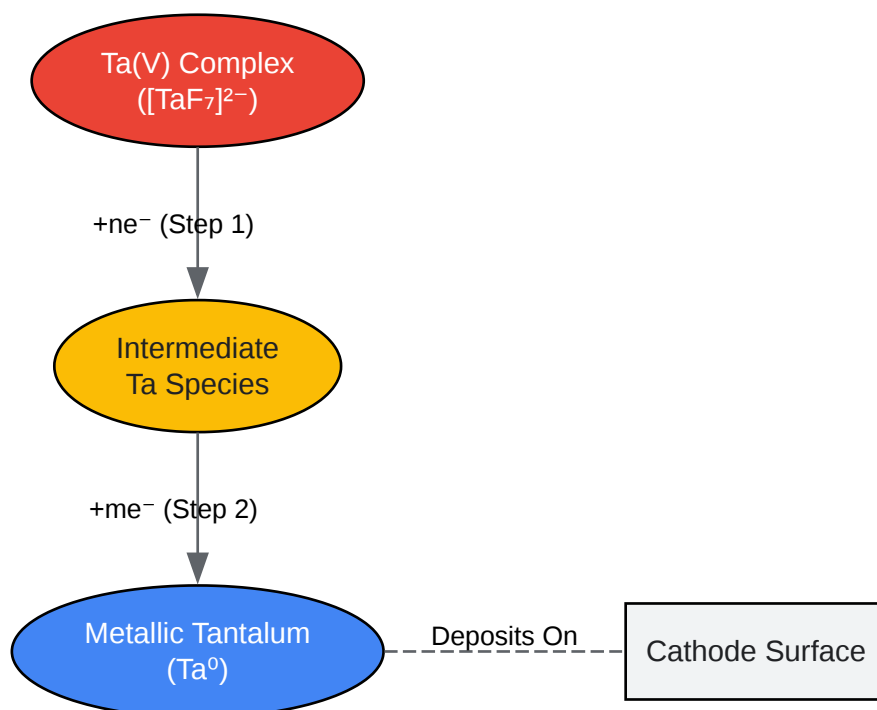 Ta(V) Complex
([TaF₇]²⁻)
+ne⁻ (Step 1)
Intermediate
Ta Species
+me⁻ (Step 2)
Metallic Tantalum
(Ta⁰)
Deposits On
Cathode Surface